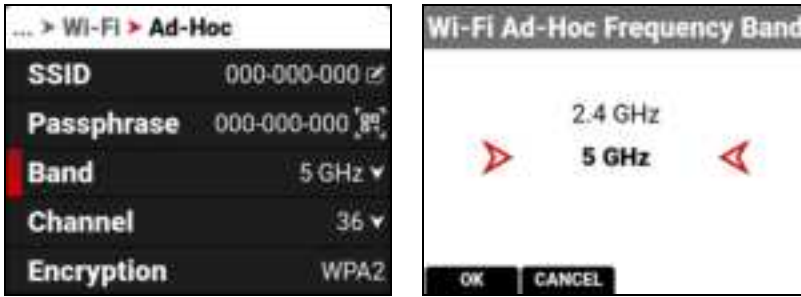 ... > Wi-Fi > Ad-Hoc
SSID 000-000-000
Passphrase 000-000-000
Band 5 GHz
Channel 36
Encryption WPA2
Wi-Fi Ad-Hoc Frequency Band
2.4 GHz
5 GHz
OK CANCEL